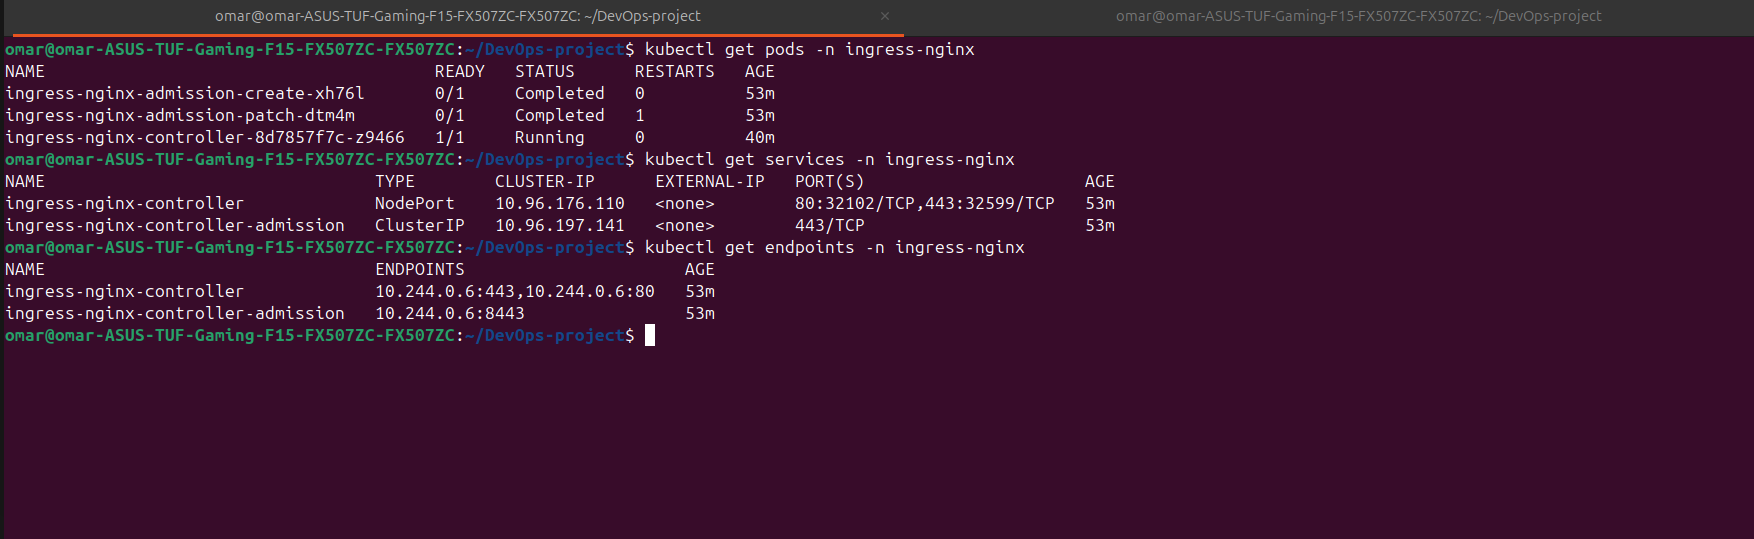 omar@omar-ASUS-TUF-Gaming-F15-FX507ZC-FX507ZC: ~/DevOps-project × omar@omar-ASUS-TUF-Gaming-F15-FX507ZC-FX507ZC: ~/DevOps-project
omar@omar-ASUS-TUF-Gaming-F15-FX507ZC-FX507ZC:~/DevOps-project$ kubectl get pods -n ingress-nginx
NAME READY STATUS RESTARTS AGE
ingress-nginx-admission-create-xh76l 0/1 Completed 0 53m
ingress-nginx-admission-patch-dtm4m 0/1 Completed 1 53m
ingress-nginx-controller-8d7857f7c-z9466 1/1 Running 0 40m
omar@omar-ASUS-TUF-Gaming-F15-FX507ZC-FX507ZC:~/DevOps-project$ kubectl get services -n ingress-nginx
NAME TYPE CLUSTER-IP EXTERNAL-IP PORT(S) AGE
ingress-nginx-controller NodePort 10.96.176.110 <none> 80:32102/TCP,443:32599/TCP 53m
ingress-nginx-controller-admission ClusterIP 10.96.197.141 <none> 443/TCP 53m
omar@omar-ASUS-TUF-Gaming-F15-FX507ZC-FX507ZC:~/DevOps-project$ kubectl get endpoints -n ingress-nginx
NAME ENDPOINTS AGE
ingress-nginx-controller 10.244.0.6:443,10.244.0.6:80 53m
ingress-nginx-controller-admission 10.244.0.6:8443 53m
omar@omar-ASUS-TUF-Gaming-F15-FX507ZC-FX507ZC:~/DevOps-project$